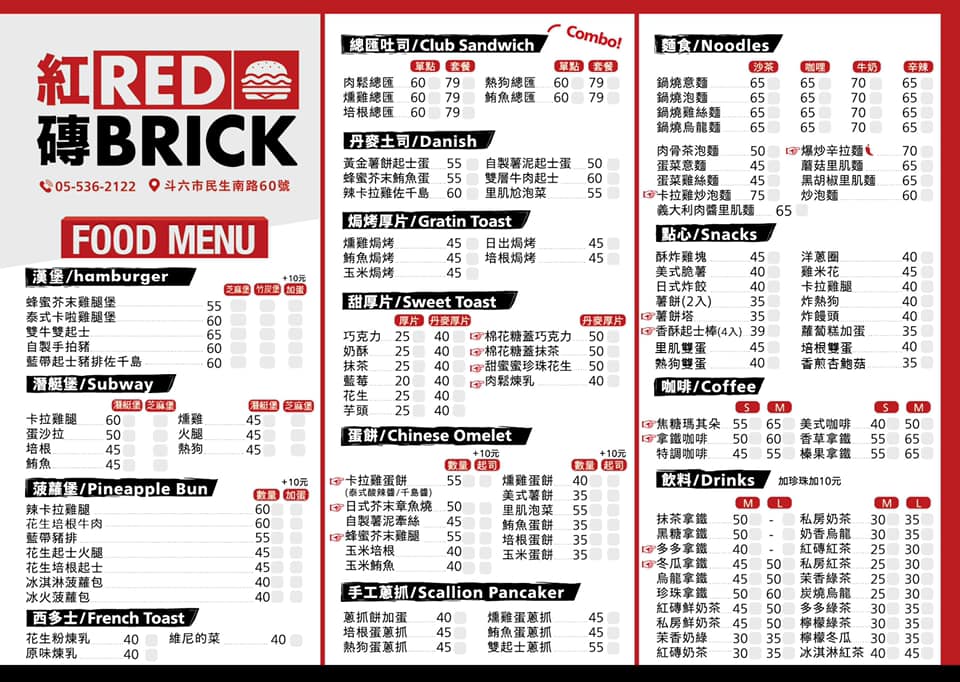 紅 RED
磚 BRICK
05-536-2122 斗六市民生南路60號
FOOD MENU
漢堡/hamburger
+10元
芝麻堡 竹炭堡 加蛋
蜂蜜芥末雞腿堡 55
泰式卡啦雞腿堡 60
雙牛雙起士 65
自製手拍豬 60
藍帶起士豬排佐千島 60
潛艇堡/Subway
潛艇堡 芝麻堡 潛艇堡 芝麻堡
卡拉雞腿 60 燻雞 45
蛋沙拉 50 火腿 45
培根 45 熱狗 45
鮪魚 45
菠蘿堡/Pineapple Bun
+10元
數量 加蛋
辣卡拉雞腿 60
花生培根牛肉 60
藍帶豬排 55
花生起士火腿 45
花生培根起士 45
冰淇淋菠蘿包 40
冰火菠蘿包 40
西多士/French Toast
花生粉煉乳 40 維尼的菜 40
原味煉乳 40
總匯吐司/Club Sandwich
Combo!
單點 套餐 單點 套餐
肉鬆總匯 60 79 熱狗總匯 60 79
燻雞總匯 60 79 鮪魚總匯 60 79
培根總匯 60 79
丹麥土司/Danish
黃金薯餅起士蛋 55 自製薯泥起士蛋 50
蜂蜜芥末鮪魚蛋 55 雙層牛肉起士 60
辣卡拉雞佐千島 60 里肌尬泡菜 55
焗烤厚片/Gratin Toast
燻雞焗烤 45 日出焗烤 45
鮪魚焗烤 45 培根焗烤 45
玉米焗烤 45
甜厚片/Sweet Toast
厚片 丹麥厚片 丹麥厚片
巧克力 25 40 棉花糖蓋巧克力 50
奶酥 25 40 棉花糖蓋抹茶 50
抹茶 25 40 甜蜜蜜珍珠花生 50
藍莓 20 40 肉鬆煉乳 40
花生 25 40
芋頭 25 40
蛋餅/Chinese Omelet
+10元 +10元
數量 起司 數量 起司
卡拉雞蛋餅 55 燻雞蛋餅 40
(泰式酸辣醬/千島醬) 美式薯餅 35
日式芥末章魚燒 50 里肌泡菜 55
自製薯泥牽絲 45 鮪魚蛋餅 35
蜂蜜芥末雞腿 55 培根蛋餅 35
玉米培根 40 玉米蛋餅 35
玉米鮪魚 40
手工蔥抓/Scallion Pancaker
蔥抓餅加蛋 40 燻雞蛋蔥抓 45
培根蛋蔥抓 45 鮪魚蛋蔥抓 45
熱狗蛋蔥抓 45 雙起士蔥抓 55
麵食/Noodles
沙茶 咖哩 牛奶 辛辣
鍋燒意麵 65 65 70 65
鍋燒泡麵 65 65 70 65
鍋燒雞絲麵 65 65 70 65
鍋燒烏龍麵 65 65 70 65
肉骨茶泡麵 50 爆炒辛拉麵 70
蛋菜意麵 45 蘑菇里肌麵 65
蛋菜雞絲麵 45 黑胡椒里肌麵 65
卡拉雞炒泡麵 75 炒泡麵 60
義大利肉醬里肌麵 65
點心/Snacks
酥炸雞塊 45 洋蔥圈 40
美式脆薯 40 雞米花 45
日式炸餃 40 卡拉雞腿 40
薯餅(2入) 35 炸熱狗 40
薯餅塔 35 炸饅頭 40
香酥起士棒(4入) 39 蘿蔔糕加蛋 35
里肌雙蛋 45 培根雙蛋 40
熱狗雙蛋 40 香煎杏鮑菇 35
咖啡/Coffee
S M S M
焦糖瑪其朵 55 65 美式咖啡 40 50
拿鐵咖啡 50 60 香草拿鐵 55 65
特調咖啡 45 55 榛果拿鐵 55 65
飲料/Drinks 加珍珠加10元
M L M L
抹茶拿鐵 50 - 私房奶茶 30 35
黑糖拿鐵 50 - 奶香烏龍 30 35
多多拿鐵 40 - 紅磚紅茶 25 30
冬瓜拿鐵 45 50 私房紅茶 25 30
烏龍拿鐵 45 50 茉香綠茶 25 30
珍珠拿鐵 50 60 炭燒烏龍 25 30
紅磚鮮奶茶 45 50 多多綠茶 30 35
私房鮮奶茶 45 50 檸檬綠茶 30 35
茉香奶綠 30 35 檸檬冬瓜 30 35
紅磚奶茶 30 35 冰淇淋紅茶 40 45